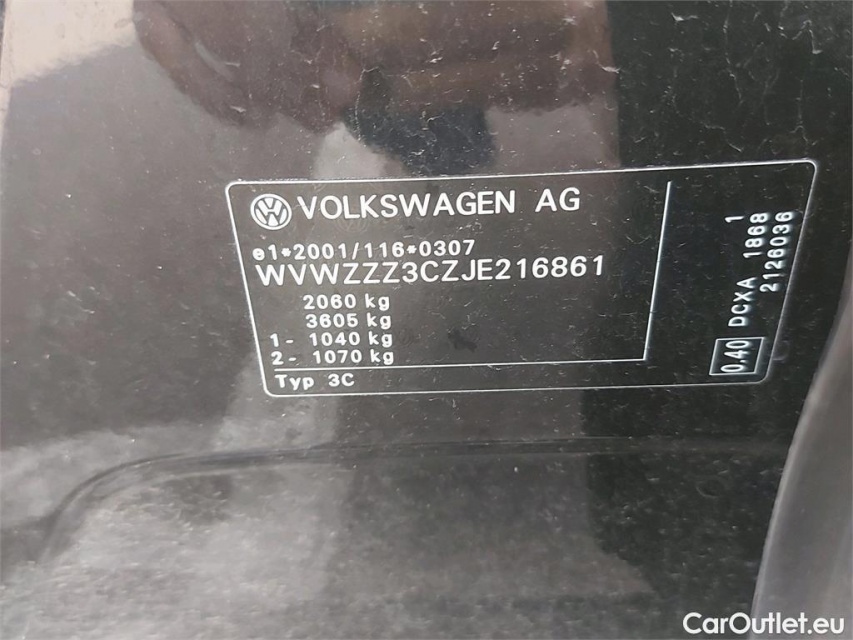 VOLKSWAGEN AG
e1*2001/116*0307
WVWZZZ3CZJE216861
2060 kg
3605 kg
1- 1040 kg
2- 1070 kg
Typ 3C
0.40 DCXA 1868 1
2126036
CarOutlet.eu